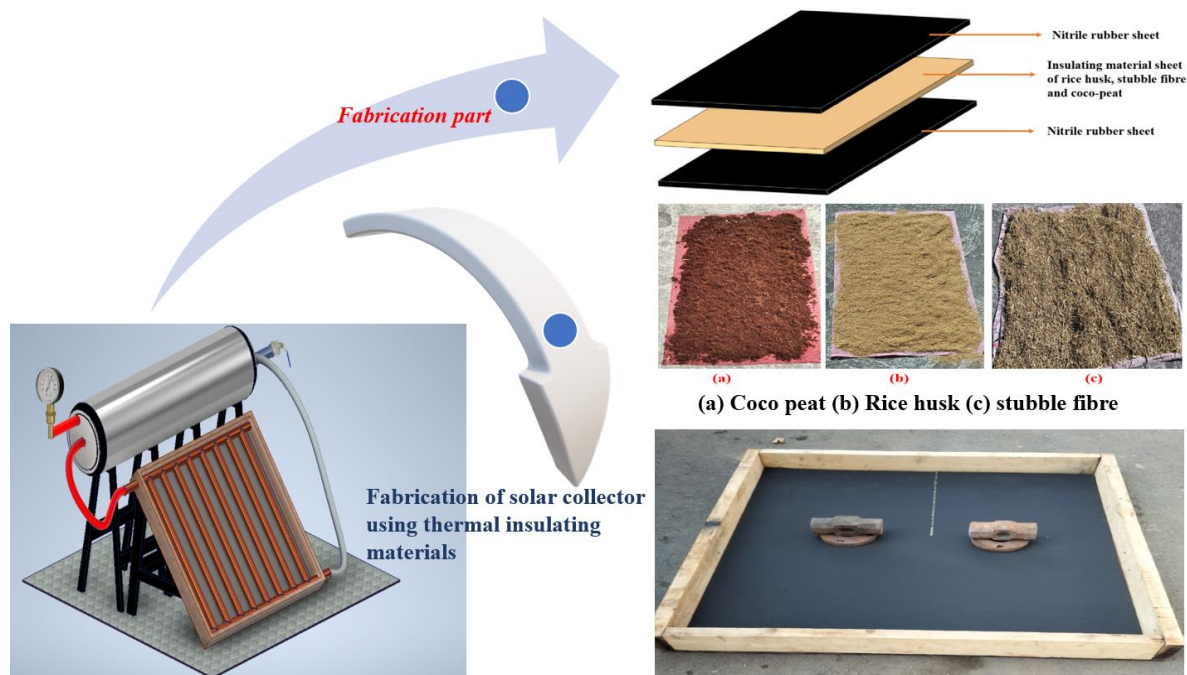 Fabrication part
Nitrile rubber sheet
Insulating material sheet
of rice husk, stubble fibre
and coco-peat
Nitrile rubber sheet
(a) (b) (c)
(a) Coco peat (b) Rice husk (c) stubble fibre
Fabrication of solar collector
using thermal insulating
materials